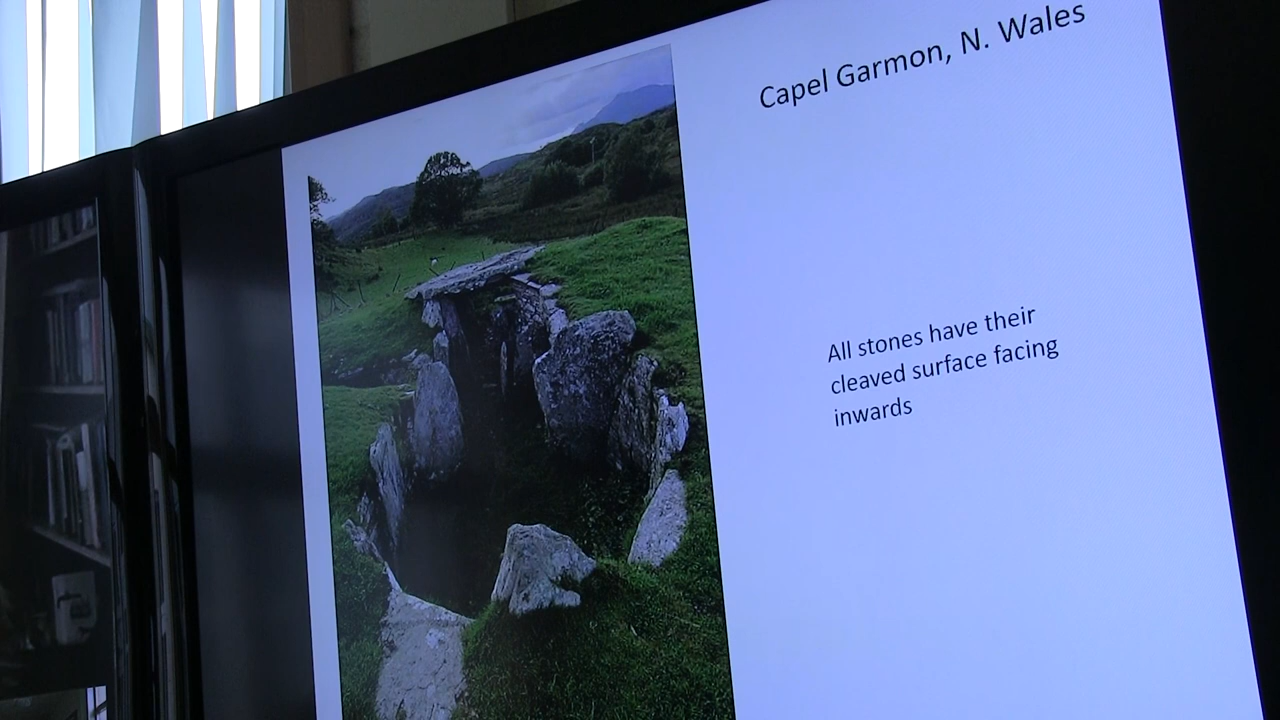 Capel Garmon, N. Wales
All stones have their
cleaved surface facing
inwards